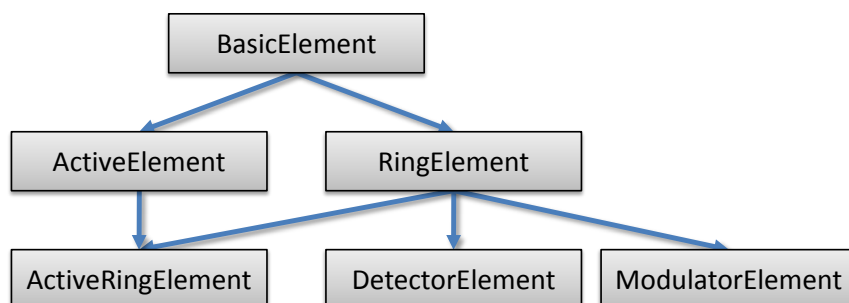 BasicElement
ActiveElement
RingElement
ActiveRingElement
DetectorElement
ModulatorElement